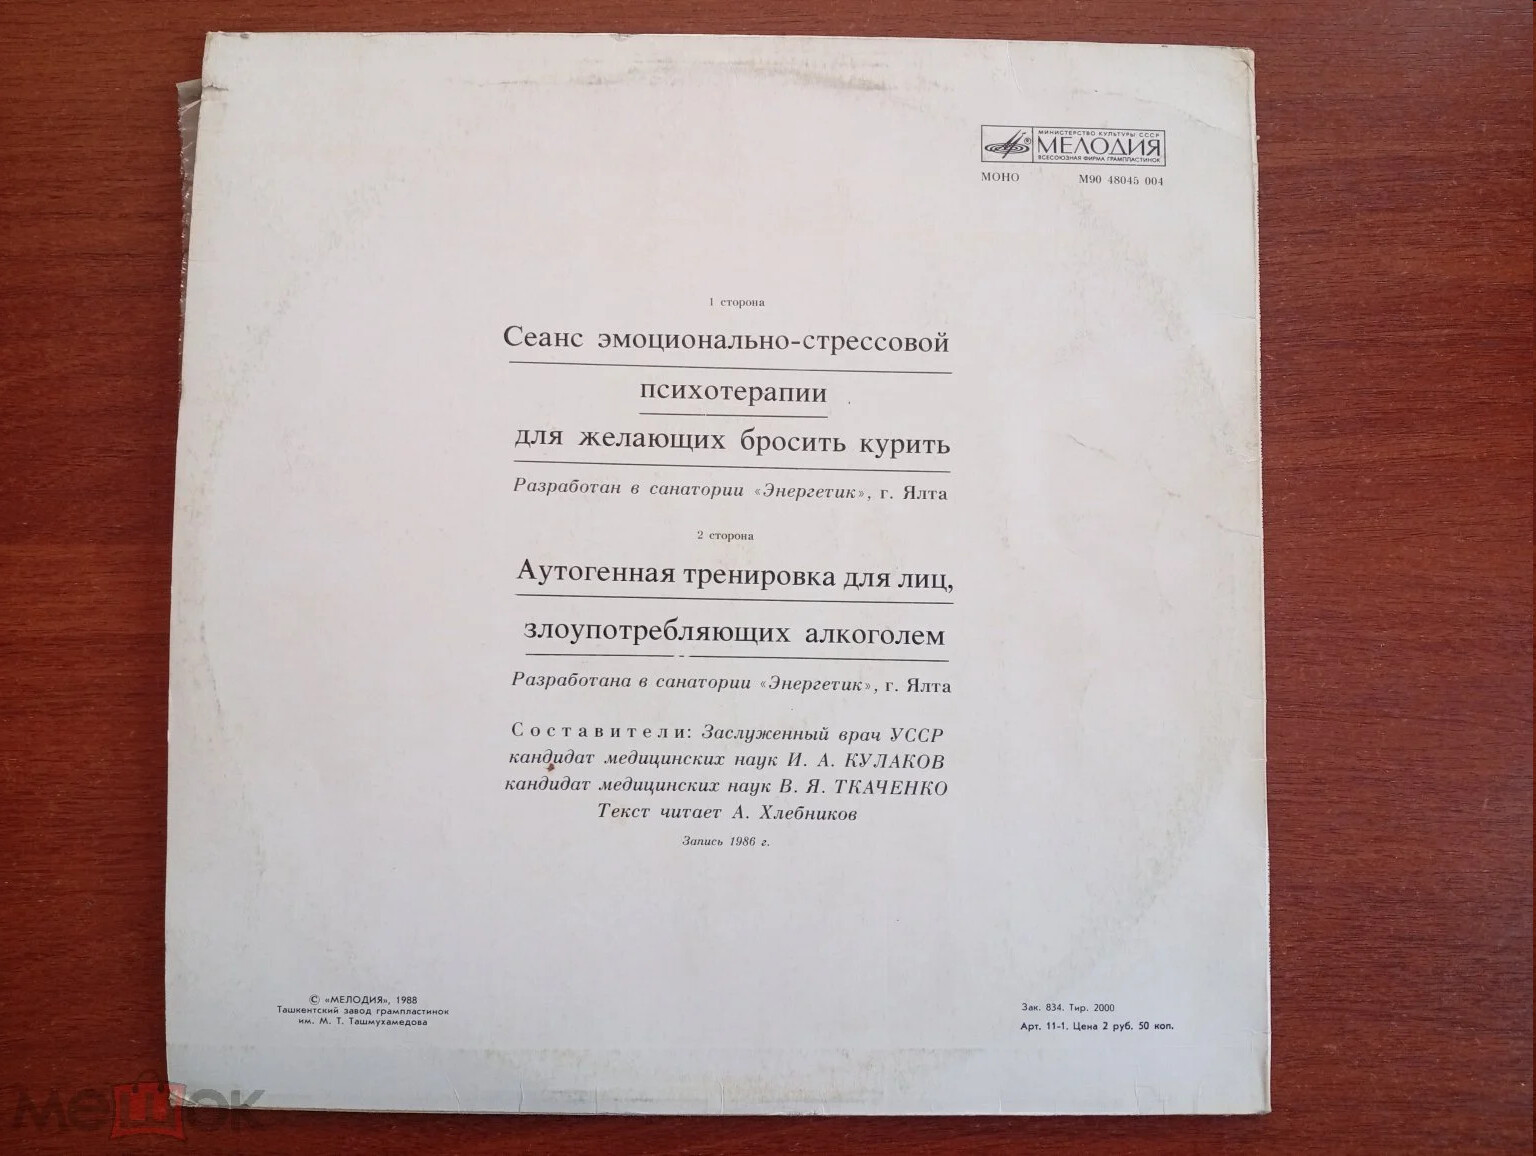 МИНИСТЕРСТВО КУЛЬТУРЫ СССР
МЕЛОДИЯ
ВСЕСОЮЗНАЯ ФИРМА ГРАМПЛАСТИНОК
МОНО М90 48045 004
1 сторона
Сеанс эмоционально-стрессовой
психотерапии
для желающих бросить курить
Разработан в санатории «Энергетик», г. Ялта
2 сторона
Аутогенная тренировка для лиц,
злоупотребляющих алкоголем
Разработана в санатории «Энергетик», г. Ялта
Составители: Заслуженный врач УССР
кандидат медицинских наук И. А. КУЛАКОВ
кандидат медицинских наук В. Я. ТКАЧЕНКО
Текст читает А. Хлебников
Запись 1986 г.
© «МЕЛОДИЯ», 1988
Ташкентский завод грампластинок
им. М. Т. Ташмухамедова
Зак. 834. Тир. 2000
Арт. 11-1. Цена 2 руб. 50 коп.
мешок